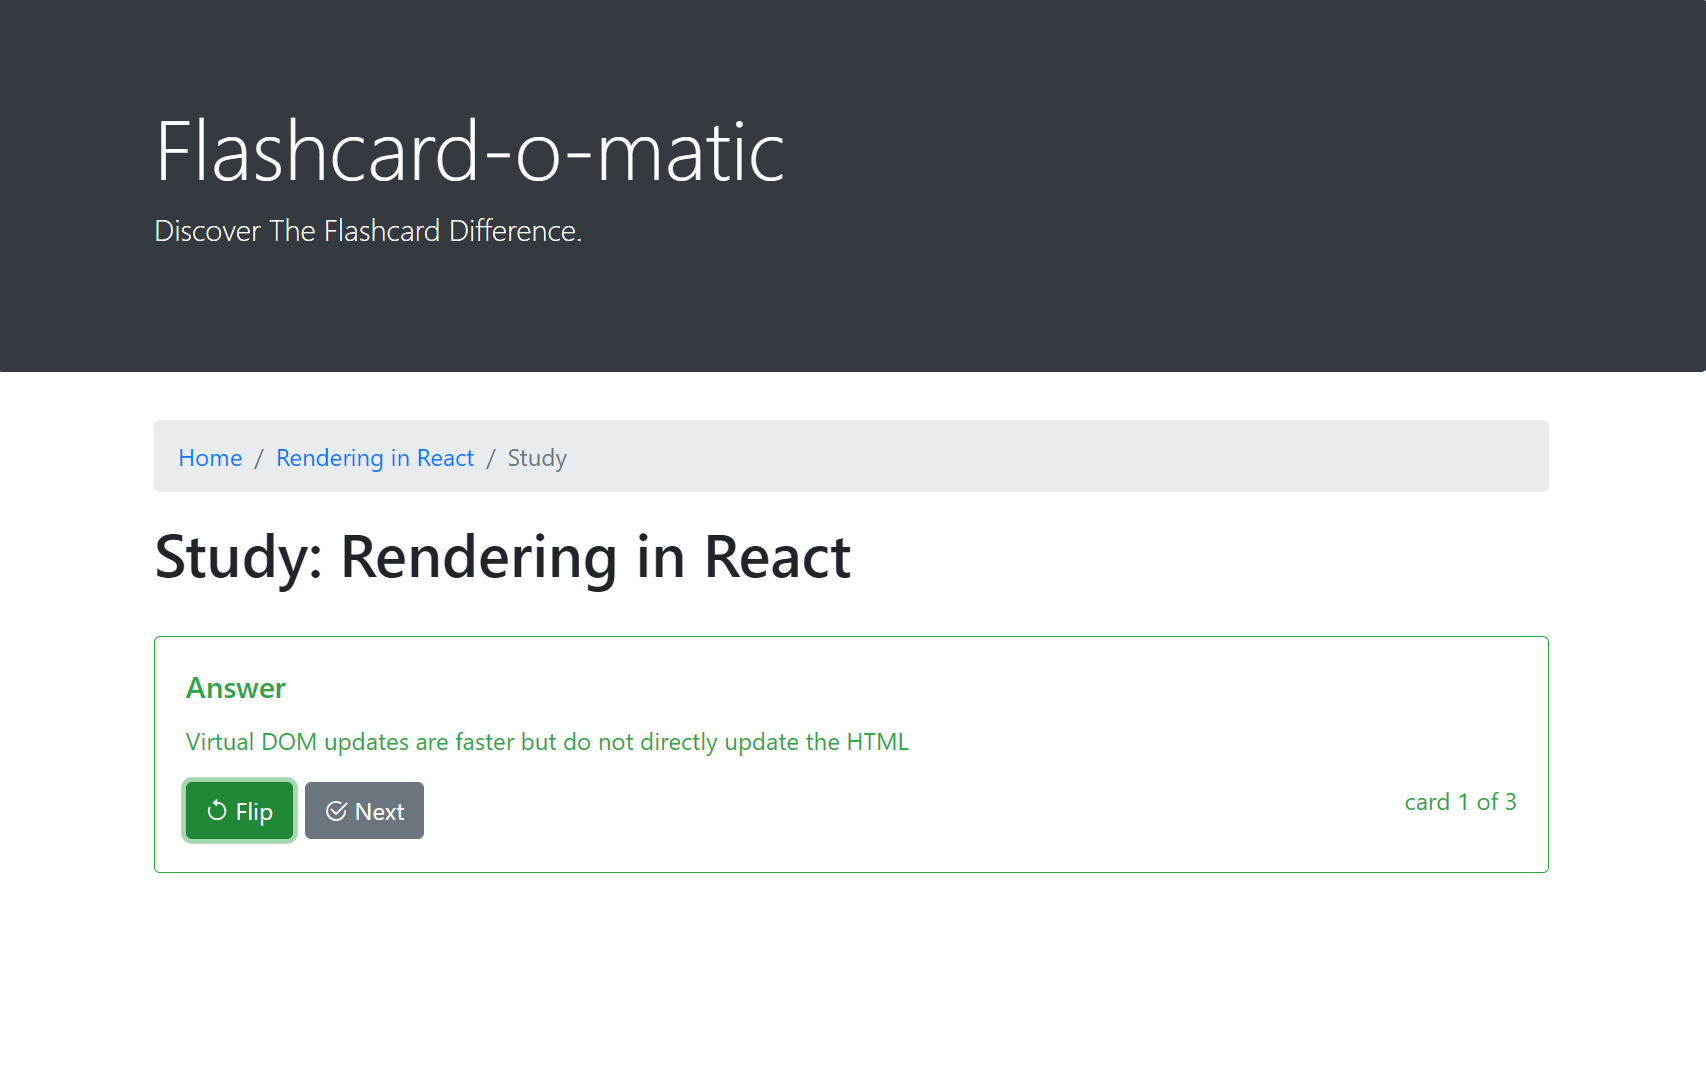 Flashcard-o-matic
Discover The Flashcard Difference.
Home / Rendering in React / Study
Study: Rendering in React
Answer
Virtual DOM updates are faster but do not directly update the HTML
Flip Next card 1 of 3